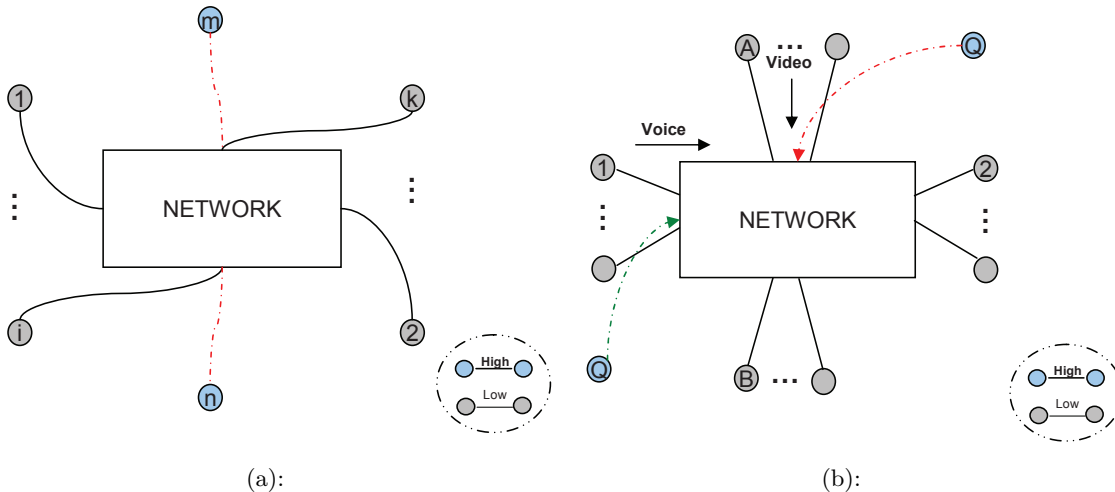 m
1
k
⋮
⋮
NETWORK
i
2
n
High
Low
(a):
A
...
Q
Video
Voice
1
2
⋮
⋮
NETWORK
Q
B
...
High
Low
(b):